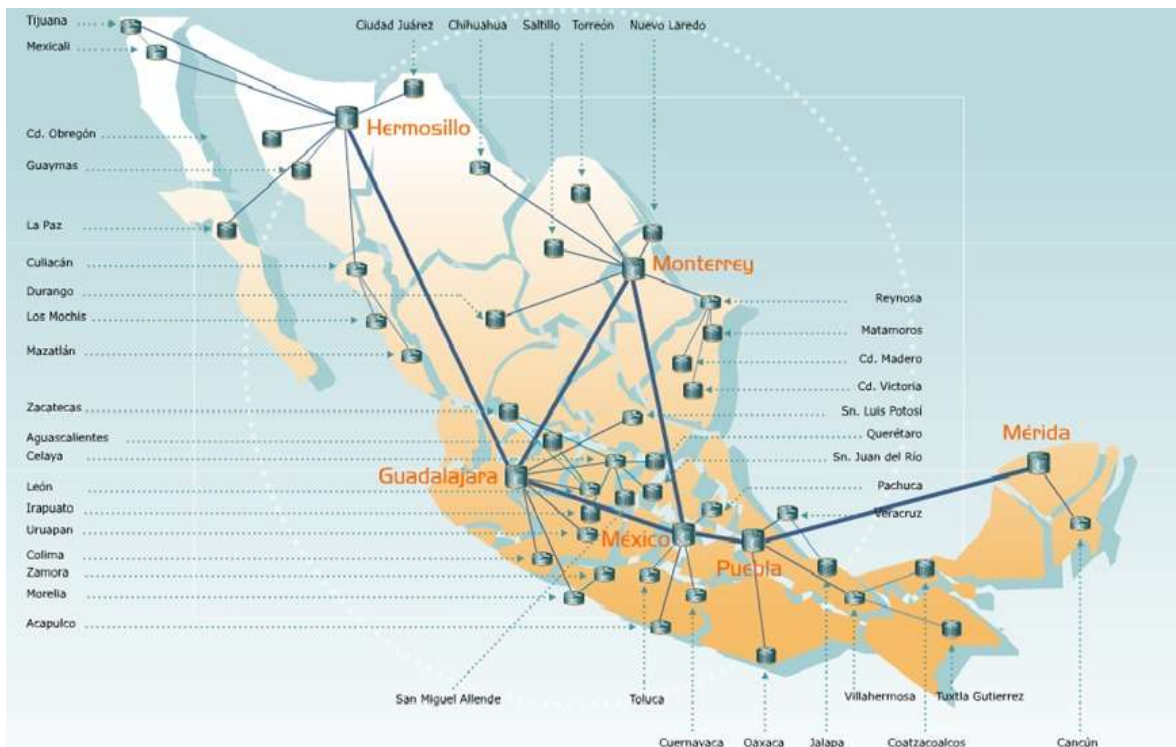 Tijuana
Mexicali
Ciudad Juárez
Chihuahua
Saltillo
Torreón
Nuevo Laredo
Hermosillo
Cd. Obregón
Guaymas
La Paz
Culiacán
Durango
Los Mochis
Mazatlán
Monterrey
Reynosa
Matamoros
Cd. Madero
Cd. Victoria
Zacatecas
Aguascalientes
Celaya
Sn. Luis Potosí
Querétaro
Sn. Juan del Río
Mérida
Guadalajara
León
Irapuato
Uruapan
Colima
Zamora
Morelia
Acapulco
Pachuca
Veracruz
México
Puebla
San Miguel Allende
Toluca
Villahermosa
Tuxtla Gutierrez
Cuernavaca
Oáxaca
Jalapa
Coatzacoalcos
Cancún